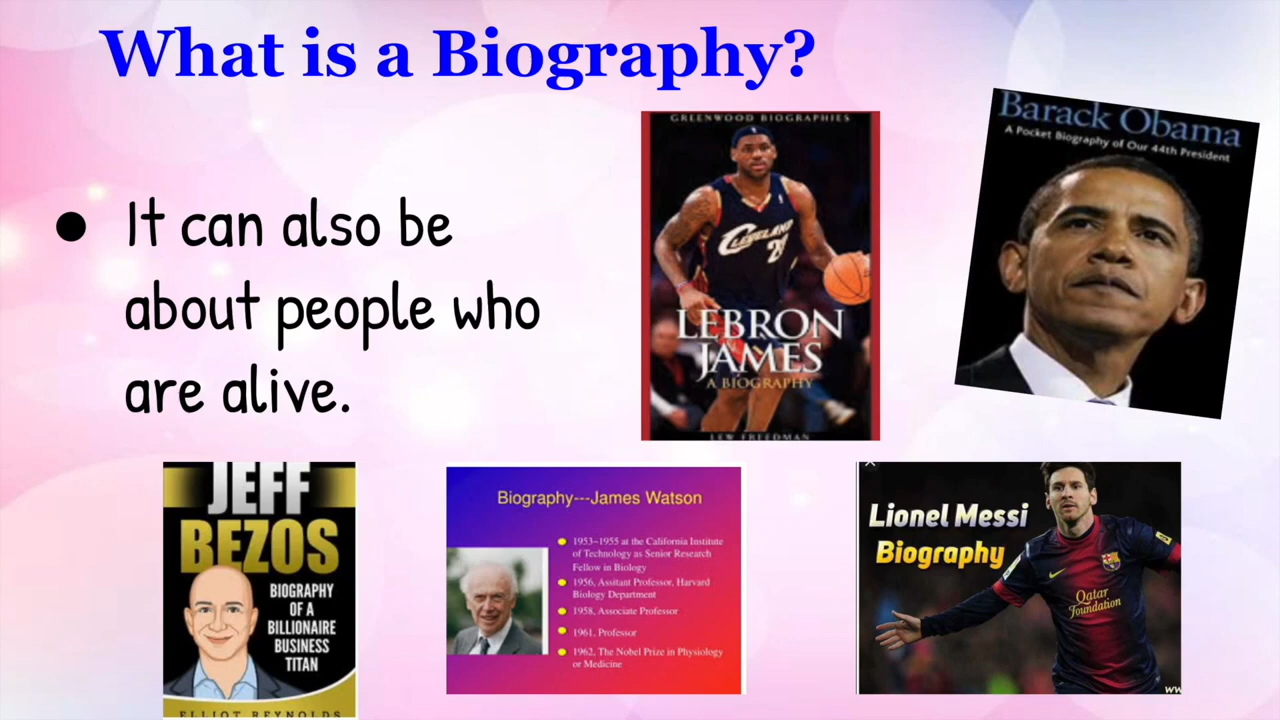 What is a Biography?
● It can also be
about people who
are alive.
GREENWOOD BIOGRAPHIES
CLEVELAND
LEBRON
JAMES
A BIOGRAPHY
LEW FREEDMAN
Barack Obama
A Pocket Biography of Our 44th President
JEFF
BEZOS
BIOGRAPHY
OF A
BILLIONAIRE
BUSINESS
TITAN
ELLIOT REYNOLDS
Biography---James Watson
1953–1955 at the California Institute
of Technology as Senior Research
Fellow in Biology
1956, Assitant Professor, Harvard
Biology Department
1958, Associate Professor
1961, Professor
1962, The Nobel Prize in Physiology
or Medicine
Lionel Messi
Biography
Qatar
Foundation